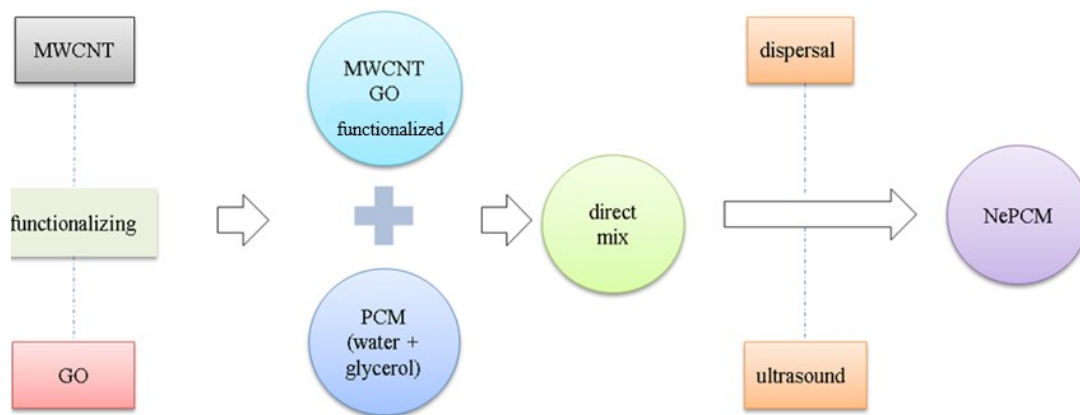 MWCNT
functionalizing
GO
MWCNT
GO
functionalized
PCM
(water +
glycerol)
direct
mix
dispersal
ultrasound
NePCM